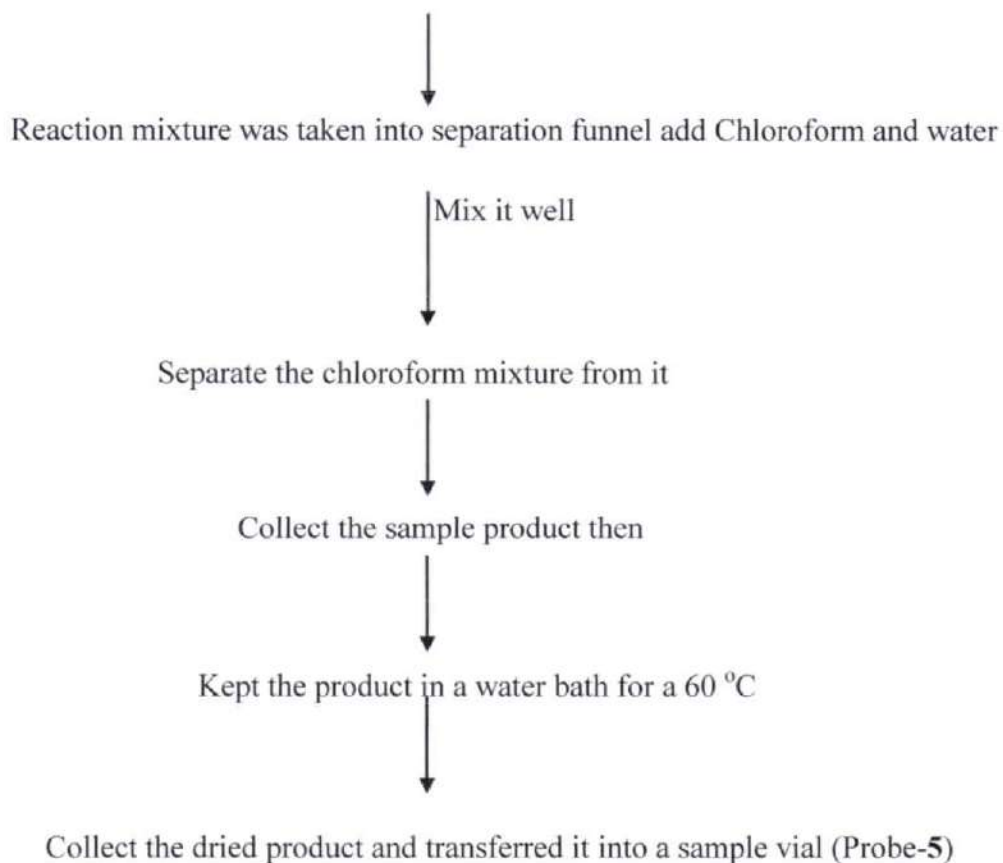 Reaction mixture was taken into separation funnel add Chloroform and water
Mix it well
Separate the chloroform mixture from it
Collect the sample product then
Kept the product in a water bath for a 60 °C
Collect the dried product and transferred it into a sample vial (Probe-5)